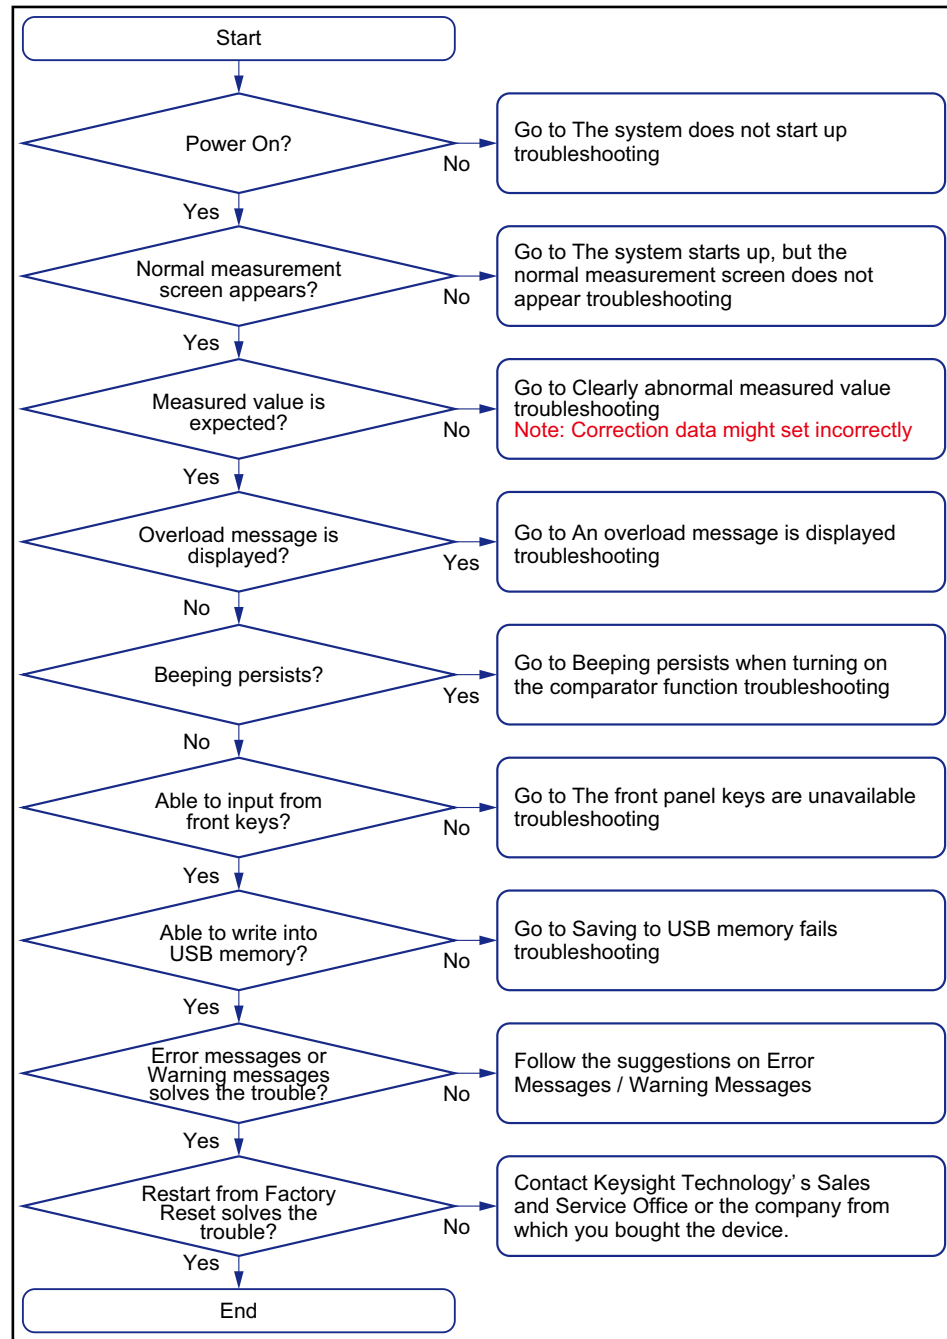 Start
Power On?
No
Go to The system does not start up
troubleshooting
Yes
Normal measurement
screen appears?
No
Go to The system starts up, but the
normal measurement screen does not
appear troubleshooting
Yes
Measured value is
expected?
No
Go to Clearly abnormal measured value
troubleshooting
Note: Correction data might set incorrectly
Yes
Overload message is
displayed?
Yes
Go to An overload message is displayed
troubleshooting
No
Beeping persists?
Yes
Go to Beeping persists when turning on
the comparator function troubleshooting
No
Able to input from
front keys?
No
Go to The front panel keys are unavailable
troubleshooting
Yes
Able to write into
USB memory?
No
Go to Saving to USB memory fails
troubleshooting
Yes
Error messages or
Warning messages
solves the trouble?
No
Follow the suggestions on Error
Messages / Warning Messages
Yes
Restart from Factory
Reset solves the
trouble?
No
Contact Keysight Technology’ s Sales
and Service Office or the company from
which you bought the device.
Yes
End